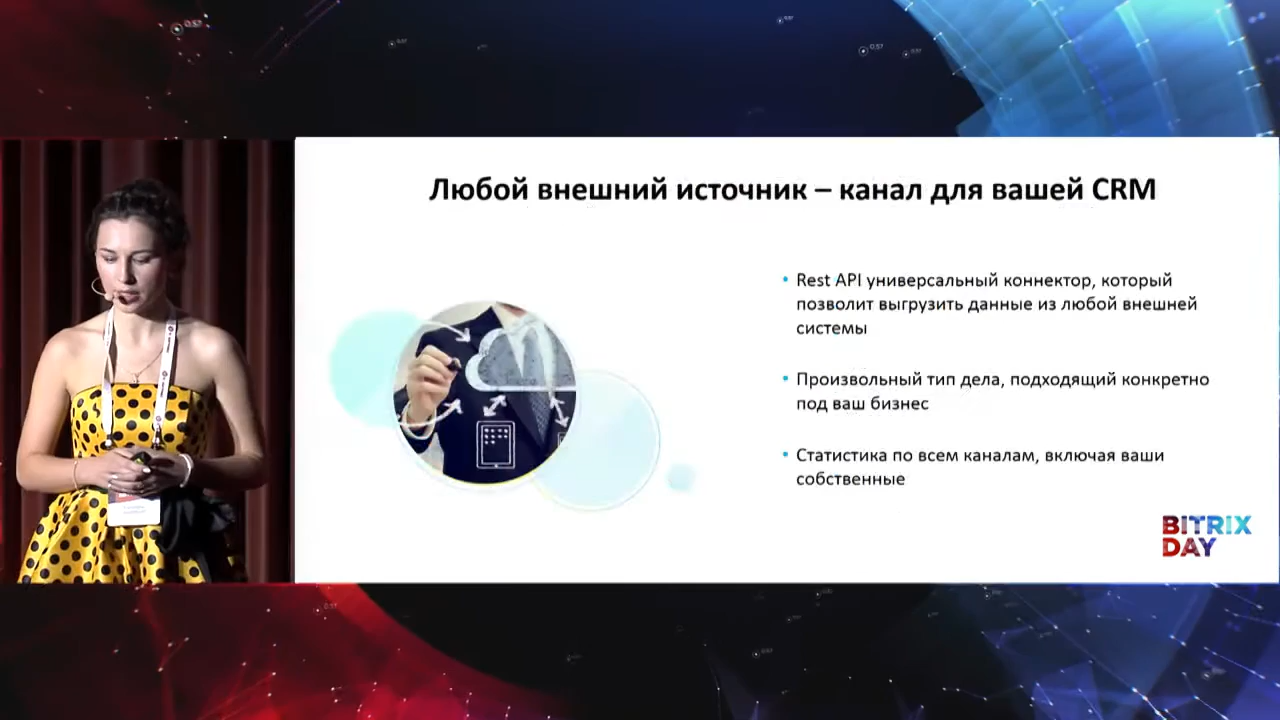 Любой внешний источник – канал для вашей CRM
• Rest API универсальный коннектор, который
позволит выгрузить данные из любой внешней
системы
• Произвольный тип дела, подходящий конкретно
под ваш бизнес
• Статистика по всем каналам, включая ваши
собственные
BITRIX
DAY